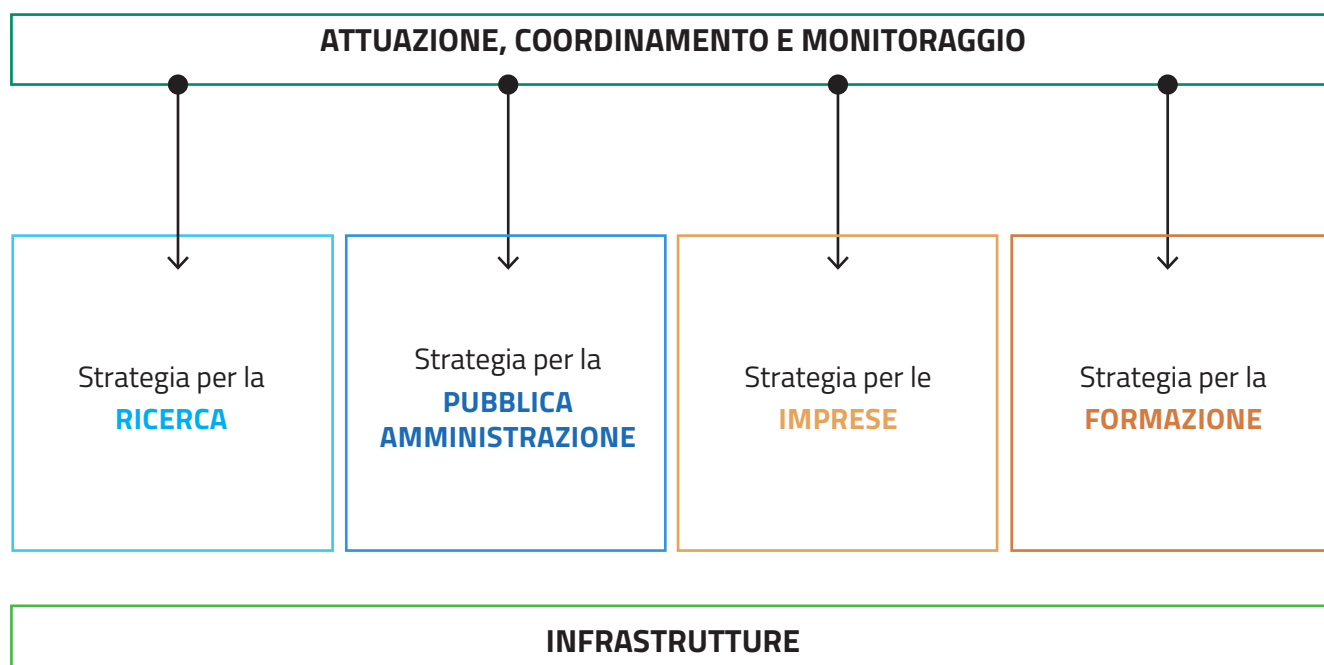 ATTUAZIONE, COORDINAMENTO E MONITORAGGIO
Strategia per la
RICERCA
Strategia per la
PUBBLICA
AMMINISTRAZIONE
Strategia per le
IMPRESE
Strategia per la
FORMAZIONE
INFRASTRUTTURE